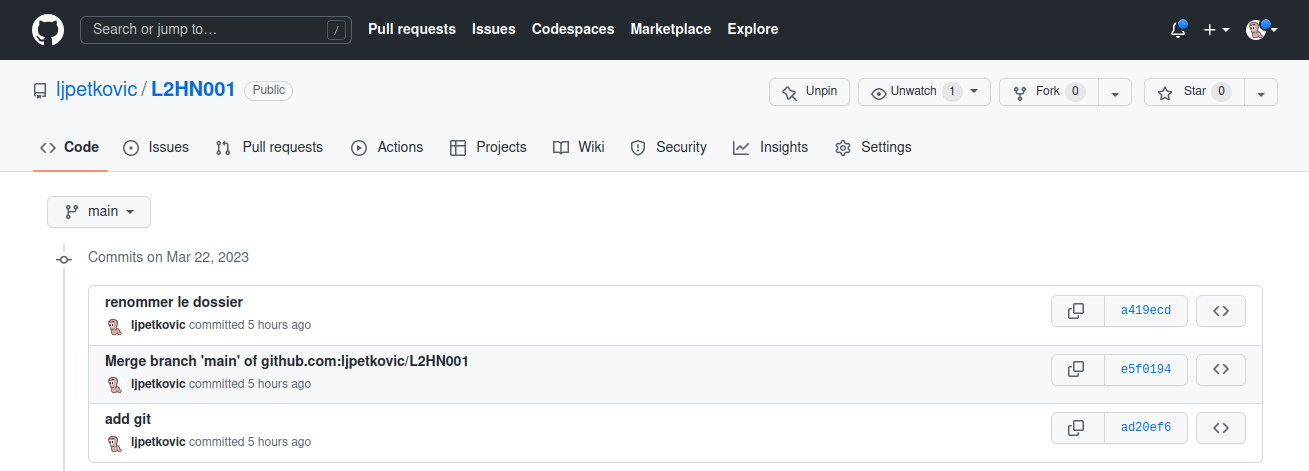 Search or jump to… / Pull requests Issues Codespaces Marketplace Explore
ljpetkovic / L2HN001 Public Unpin Unwatch 1 Fork 0 Star 0
Code Issues Pull requests Actions Projects Wiki Security Insights Settings
main
Commits on Mar 22, 2023
renommer le dossier
ljpetkovic committed 5 hours ago a419ecd
Merge branch 'main' of github.com:ljpetkovic/L2HN001
ljpetkovic committed 5 hours ago e5f0194
add git
ljpetkovic committed 5 hours ago ad20ef6